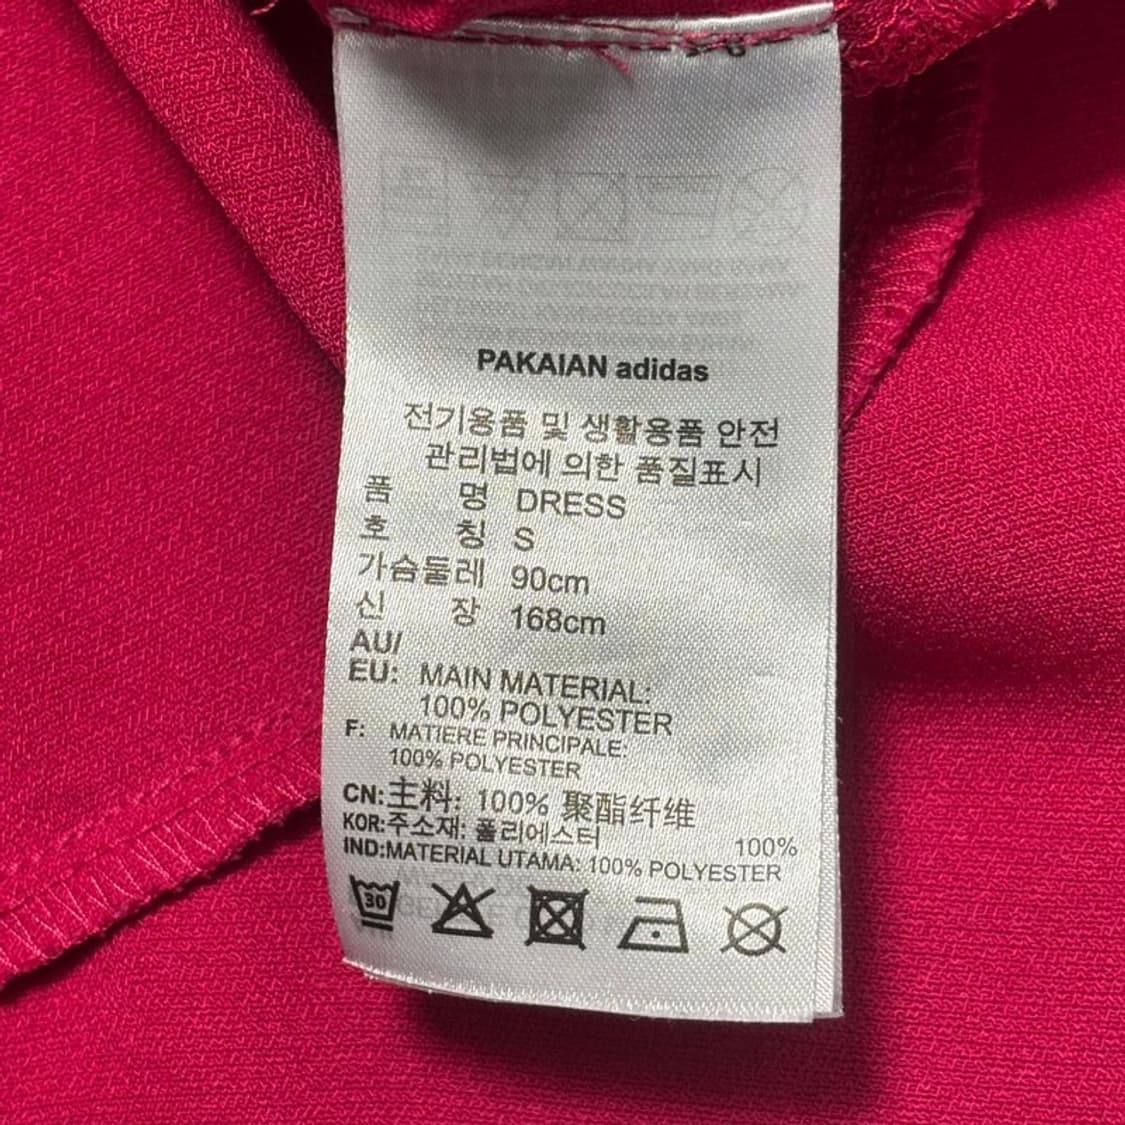 PAKAIAN adidas
전기용품 및 생활용품 안전
관리법에 의한 품질표시
품 명 DRESS
호 칭 S
가슴둘레 90cm
신 장 168cm
AU/
EU: MAIN MATERIAL:
100% POLYESTER
F: MATIERE PRINCIPALE:
100% POLYESTER
CN:主料: 100% 聚酯纤维
KOR:주소재: 폴리에스터 100%
IND:MATERIAL UTAMA: 100% POLYESTER
30